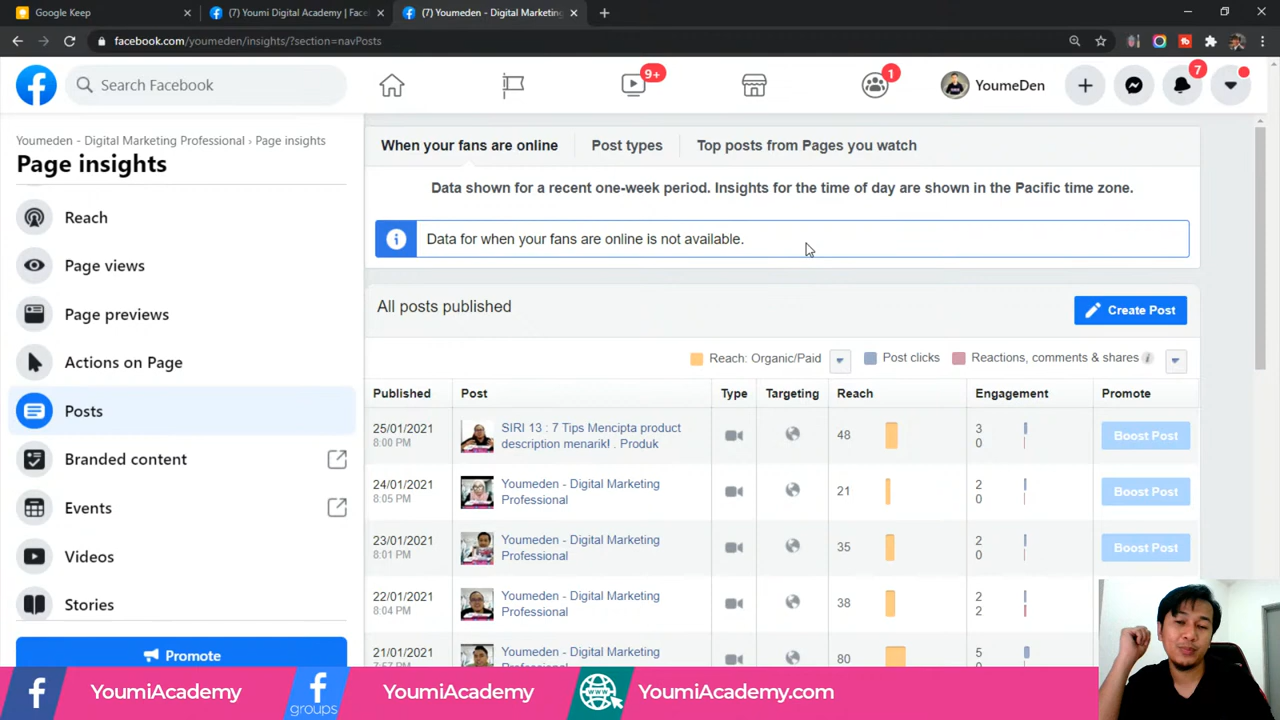 Google Keep
(7) Youmi Digital Academy | Face
(7) Youmeden - Digital Marketing
facebook.com/youmeden/insights/?section=navPosts
Search Facebook
9+
1
YoumeDen
7
Youmeden - Digital Marketing Professional › Page insights
Page insights
Reach
Page views
Page previews
Actions on Page
Posts
Branded content
Events
Videos
Stories
Promote
When your fans are online
Post types
Top posts from Pages you watch
Data shown for a recent one-week period. Insights for the time of day are shown in the Pacific time zone.
Data for when your fans are online is not available.
All posts published
Create Post
Reach: Organic/Paid
Post clicks
Reactions, comments & shares
Published Post Type Targeting Reach Engagement Promote
25/01/2021
8:00 PM
SIRI 13 : 7 Tips Mencipta product
description menarik! . Produk
48
3
0
Boost Post
24/01/2021
8:05 PM
Youmeden - Digital Marketing
Professional
21
2
0
Boost Post
23/01/2021
8:01 PM
Youmeden - Digital Marketing
Professional
35
2
0
Boost Post
22/01/2021
8:04 PM
Youmeden - Digital Marketing
Professional
38
2
2
21/01/2021
7:57 PM
Youmeden - Digital Marketing
80
5
YoumiAcademy
groups
YoumiAcademy
WWW
YoumiAcademy.com